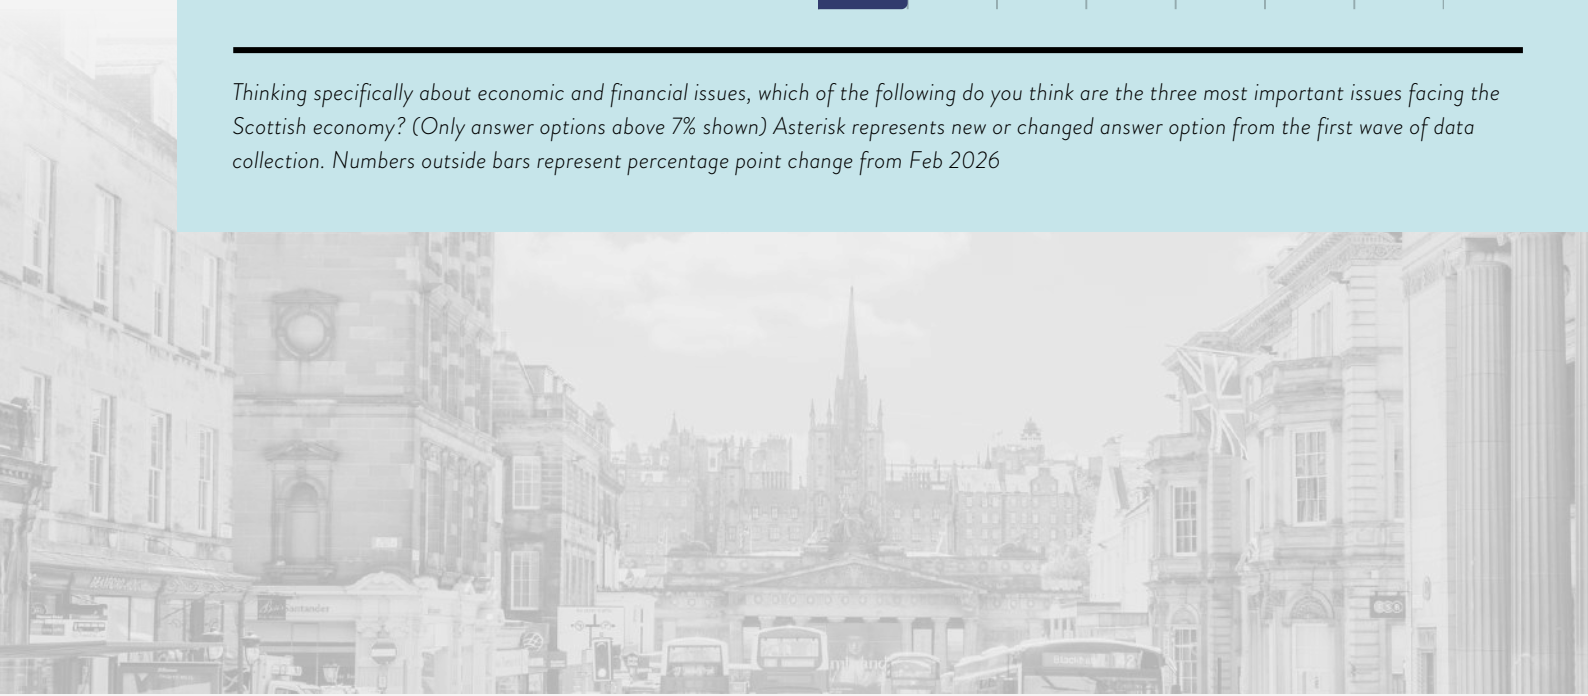 Thinking specifically about economic and financial issues, which of the following do you think are the three most important issues facing the
Scottish economy? (Only answer options above 7% shown) Asterisk represents new or changed answer option from the first wave of data
collection. Numbers outside bars represent percentage point change from Feb 2026
Santander